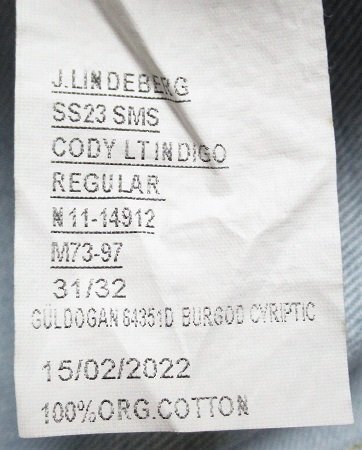 J.LINDEBERG
SS23 SMS
CODY LT INDIGO
REGULAR
N11-14912
M73-97
31/32
GULDOGAN 64351D BURGOD CYRIPTIC
15/02/2022
100%ORG.COTTON